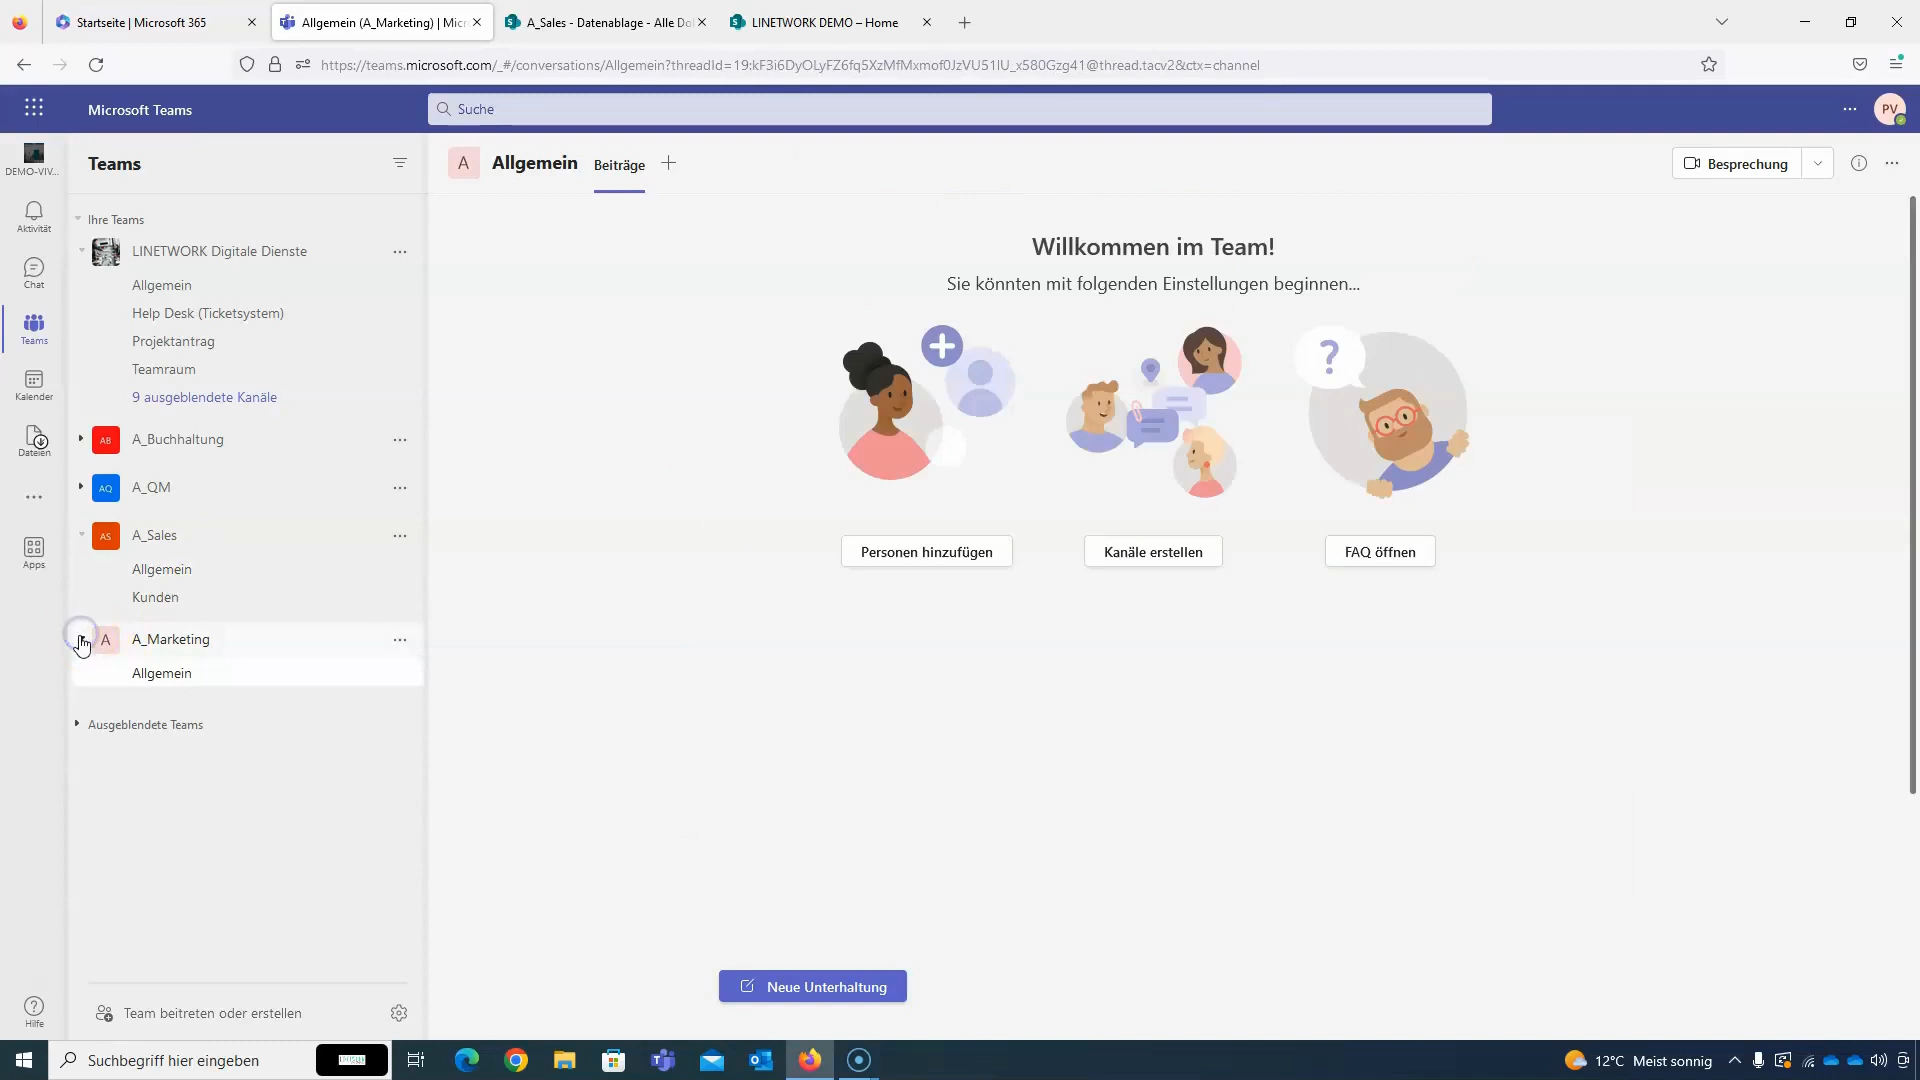 Startseite | Microsoft 365
Allgemein (A_Marketing) | Micr
A_Sales - Datenablage - Alle Do
LINETWORK DEMO – Home
https://teams.microsoft.com/_#/conversations/Allgemein?threadId=19:kF3i6DyOLyFZ6fq5XzMfMxmof0JzVU51lU_x580Gzg41@thread.tacv2&ctx=channel
Microsoft Teams
Suche
PV
DEMO-VIV...
Aktivität
Chat
Teams
Kalender
Dateien
Apps
Hilfe
Teams
Ihre Teams
LINETWORK Digitale Dienste
Allgemein
Help Desk (Ticketsystem)
Projektantrag
Teamraum
9 ausgeblendete Kanäle
AB A_Buchhaltung
AQ A_QM
AS A_Sales
Allgemein
Kunden
A A_Marketing
Allgemein
Ausgeblendete Teams
Team beitreten oder erstellen
A Allgemein Beiträge
Besprechung
Willkommen im Team!
Sie könnten mit folgenden Einstellungen beginnen...
Personen hinzufügen
Kanäle erstellen
FAQ öffnen
Neue Unterhaltung
Suchbegriff hier eingeben
12°C Meist sonnig